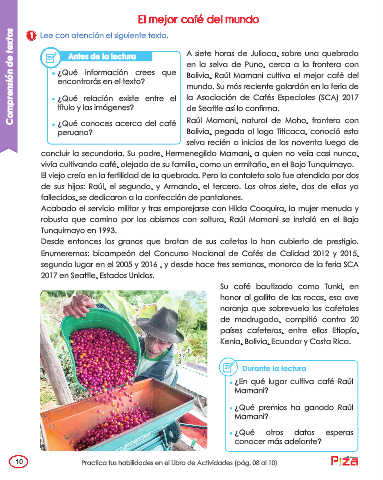 El mejor café del mundo
1 Lee con atención el siguiente texto.
Comprensión de textos
Antes de la lectura
¿Qué información crees que
encontrarás en el texto?
¿Qué relación existe entre el
título y las imágenes?
¿Qué conoces acerca del café
peruano?
A siete horas de Juliaca, sobre una quebrada
en la selva de Puno, cerca a la frontera con
Bolivia, Raúl Mamani cultiva el mejor café del
mundo. Su más reciente galardón en la feria de
la Asociación de Cafés Especiales (SCA) 2017
de Seattle así lo confirma.
Raúl Mamani, natural de Moho, frontera con
Bolivia, pegada al lago Titicaca, conoció esta
selva recién a inicios de los noventa luego de
concluir la secundaria. Su padre, Hermenegildo Mamani, a quien no veía casi nunca,
vivía cultivando café, alejado de su familia, como un ermitaño, en el Bajo Tunquimayo.
El viejo creía en la fertilidad de la quebrada. Pero la cantaleta solo fue atendida por dos
de sus hijos: Raúl, el segundo, y Armando, el tercero. Los otros siete, dos de ellos ya
fallecidos, se dedicaron a la confección de pantalones.
Acabado el servicio militar y tras emparejarse con Hilda Coaquira, la mujer menuda y
robusta que camina por los abismos con soltura, Raúl Mamani se instaló en el Bajo
Tunquimayo en 1993.
Desde entonces los granos que brotan de sus cafetos lo han cubierto de prestigio.
Enumeremos: bicampeón del Concurso Nacional de Cafés de Calidad 2012 y 2015,
segundo lugar en el 2005 y 2016 , y desde hace tres semanas, monarca de la feria SCA
2017 en Seattle, Estados Unidos.
Su café bautizado como Tunki, en
honor al gallito de las rocas, esa ave
naranja que sobrevuela los cafetales
de madrugada, compitió contra 20
países cafeteros, entre ellos Etiopía,
Kenia, Bolivia, Ecuador y Costa Rica.
Durante la lectura
¿En qué lugar cultiva café Raúl
Mamani?
¿Qué premios ha ganado Raúl
Mamani?
¿Qué otros datos esperas
conocer más adelante?
10
Practica tus habilidades en el Libro de Actividades (pág. 08 al 10)